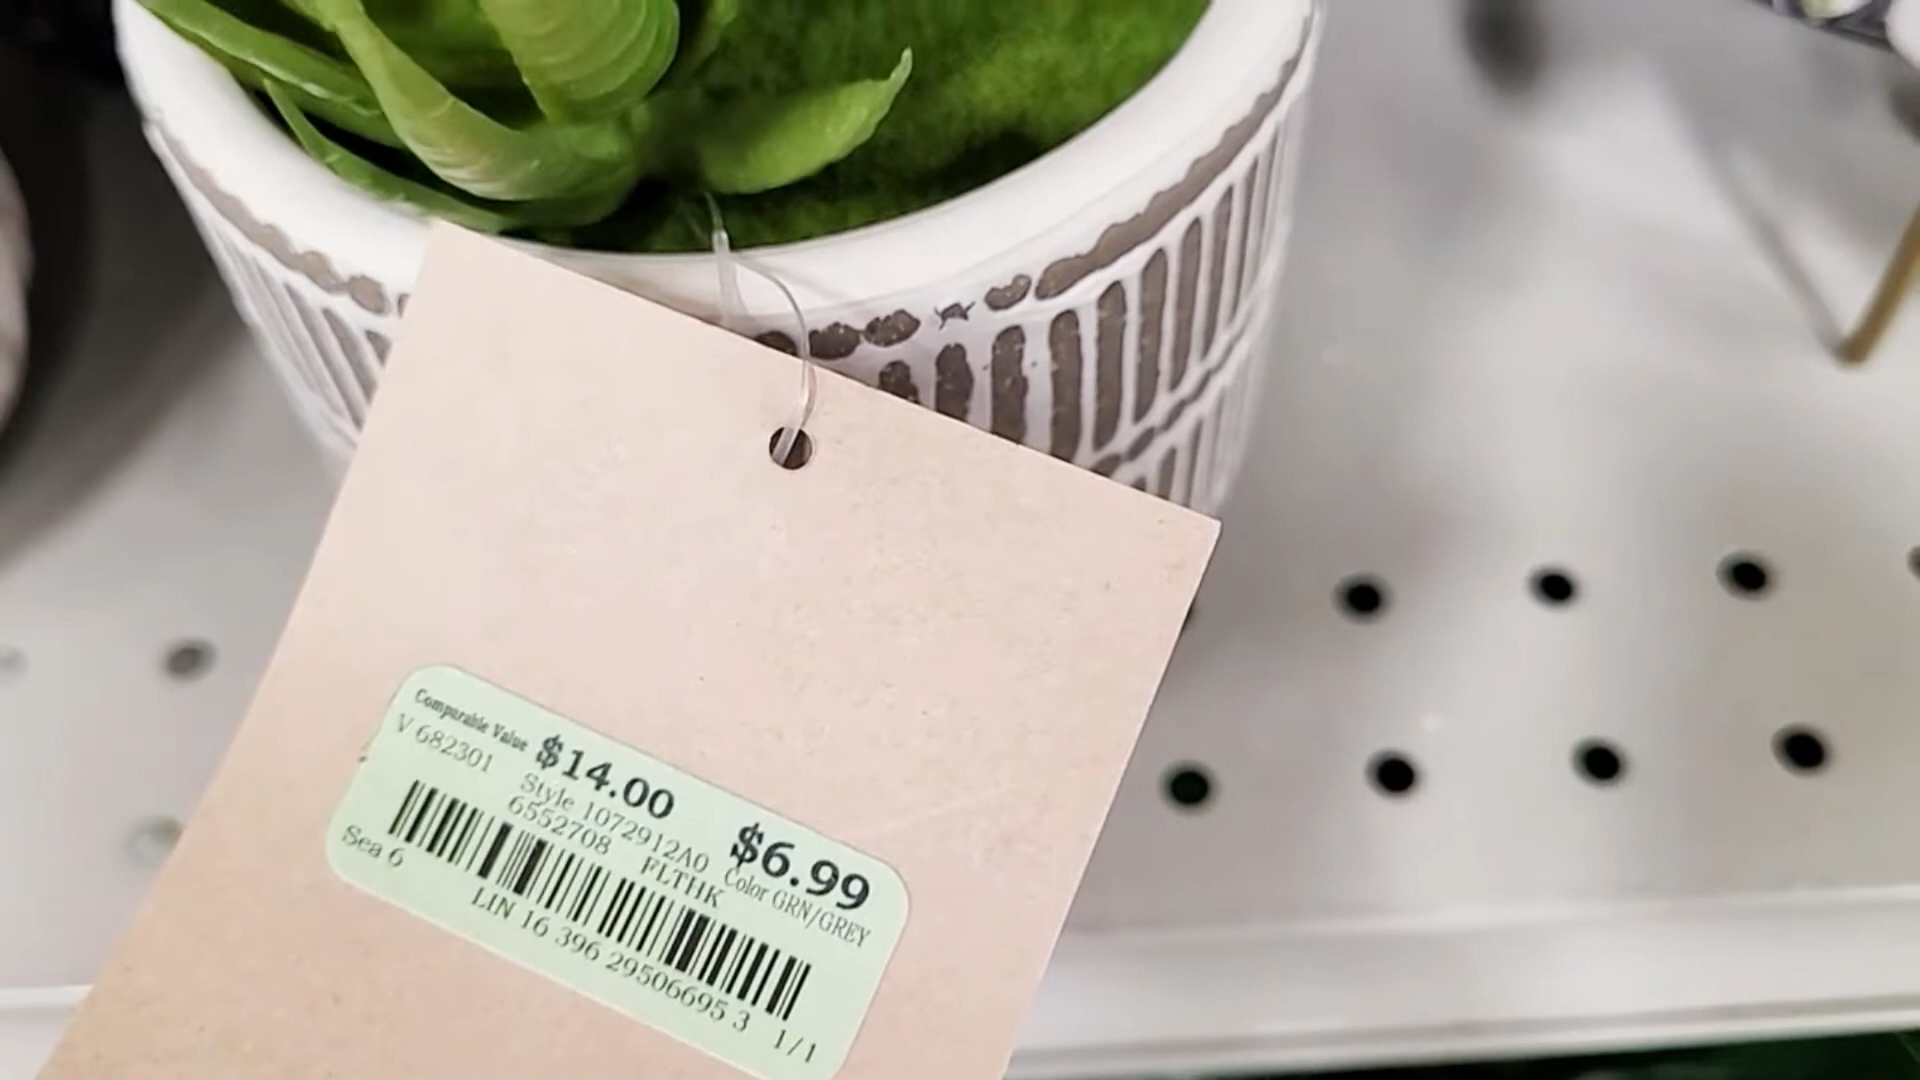 Comparable Value $14.00 $6.99
V 682301 Style 1072912A0 Color GRN/GREY
6552708 FLTHK
Sea 6
LIN 16 396 29506695 3 1/1